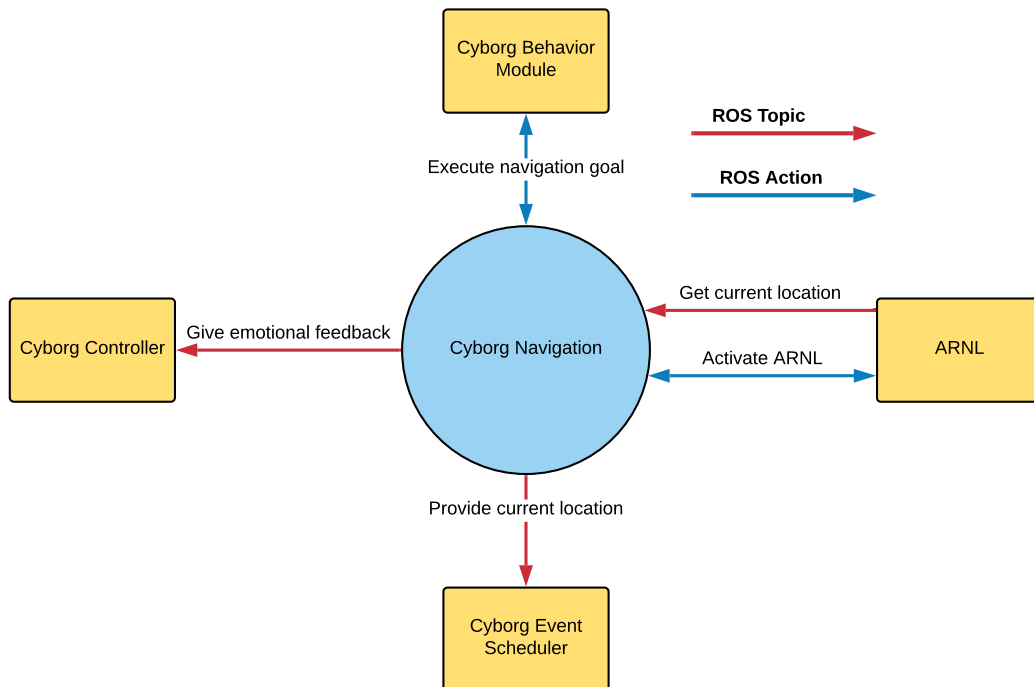 Cyborg Behavior
Module
ROS Topic
Execute navigation goal
ROS Action
Get current location
Give emotional feedback
Cyborg Controller
Cyborg Navigation
ARNL
Activate ARNL
Provide current location
Cyborg Event
Scheduler